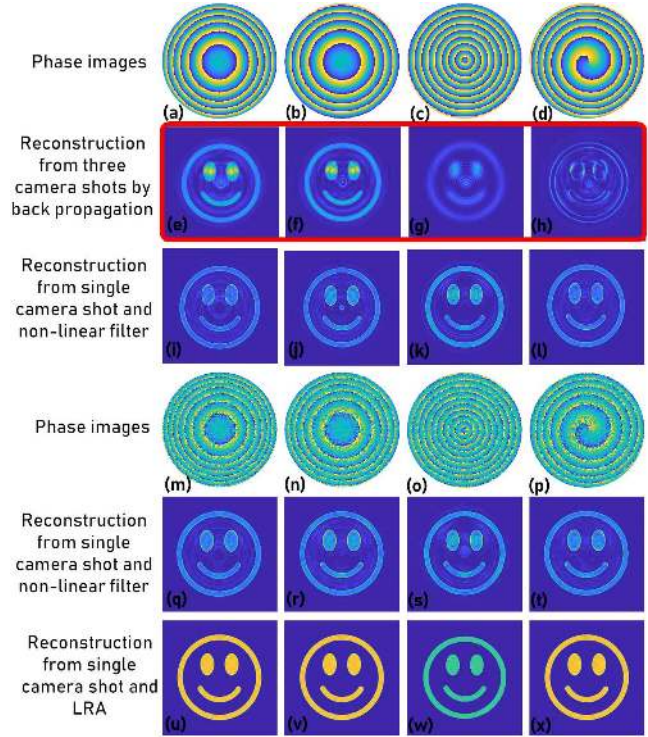 Phase images
(a) (b) (c) (d)
Reconstruction
from three
camera shots by
back propagation
(e) (f) (g) (h)
Reconstruction
from single
camera shot and
non-linear filter
(i) (j) (k) (l)
Phase images
(m) (n) (o) (p)
Reconstruction
from single
camera shot and
non-linear filter
(q) (r) (s) (t)
Reconstruction
from single
camera shot and
LRA
(u) (v) (w) (x)